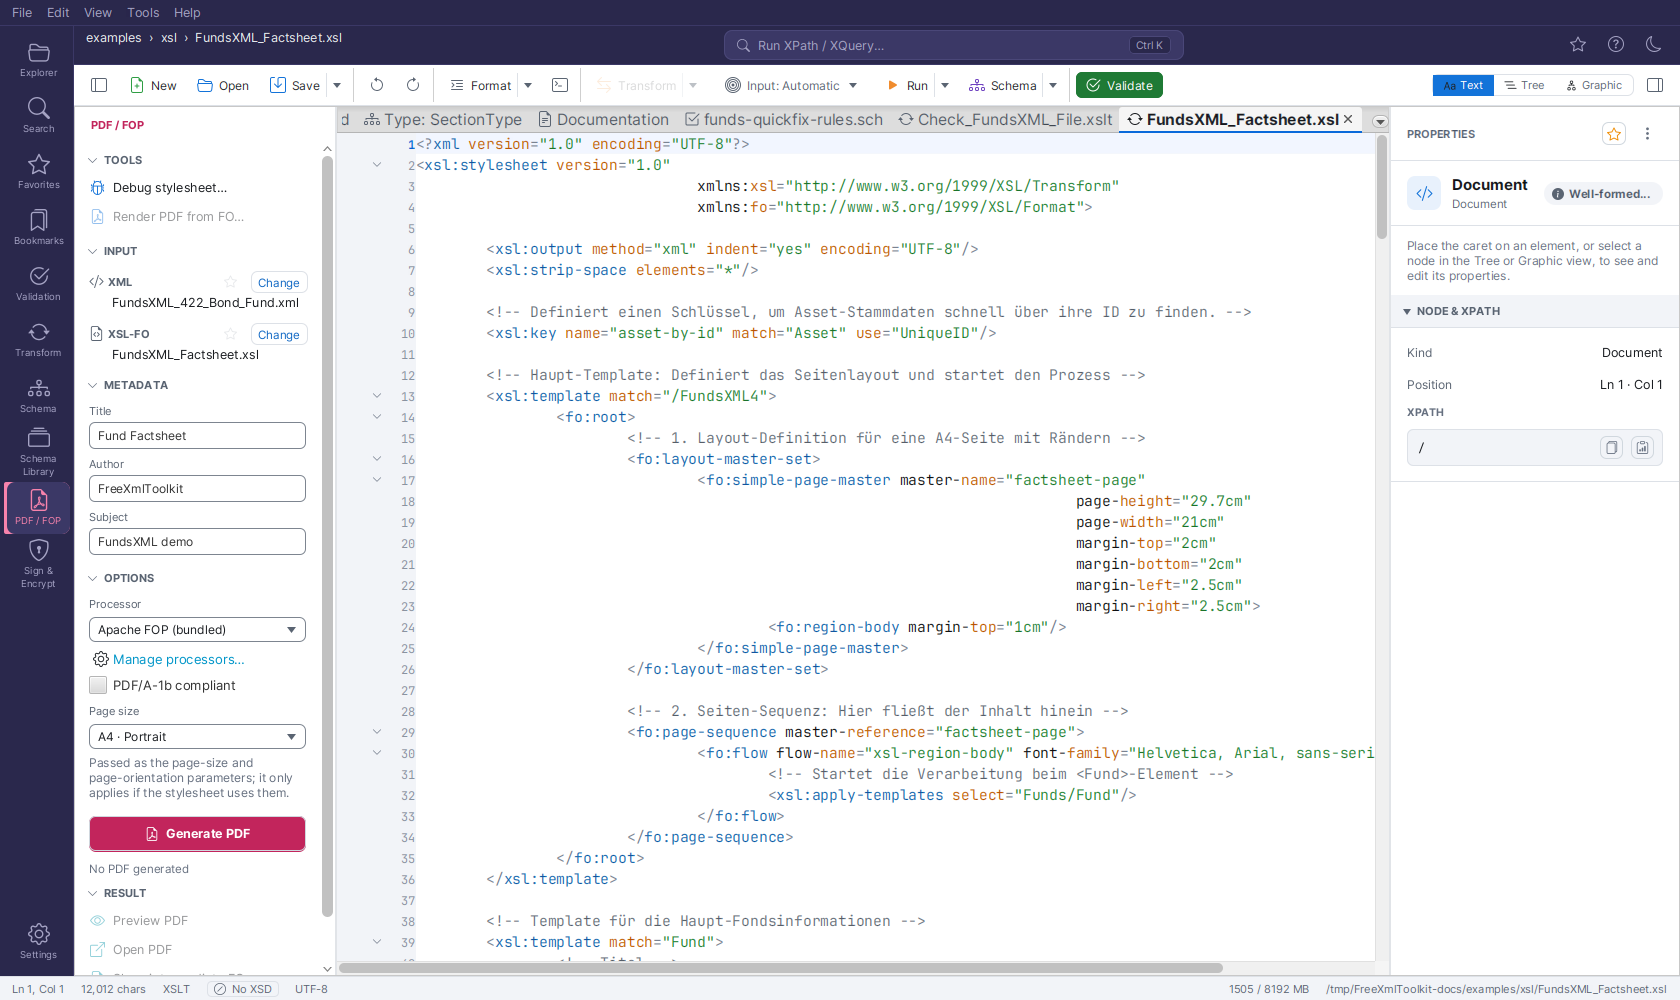 File Edit View Tools Help
examples › xsl › FundsXML_Factsheet.xsl
Run XPath / XQuery... Ctrl K
New Open Save Format Transform Input: Automatic Run Schema Validate Aa Text Tree Graphic
Explorer
Search
Favorites
Bookmarks
Validation
Transform
Schema
Schema
Library
PDF / FOP
Sign &
Encrypt
Settings
PDF / FOP
TOOLS
Debug stylesheet...
Render PDF from FO...
INPUT
XML Change
FundsXML_422_Bond_Fund.xml
XSL-FO Change
FundsXML_Factsheet.xsl
METADATA
Title
Fund Factsheet
Author
FreeXmlToolkit
Subject
FundsXML demo
OPTIONS
Processor
Apache FOP (bundled)
Manage processors...
PDF/A-1b compliant
Page size
A4 · Portrait
Passed as the page-size and
page-orientation parameters; it only
applies if the stylesheet uses them.
Generate PDF
No PDF generated
RESULT
Preview PDF
Open PDF
d Type: SectionType Documentation funds-quickfix-rules.sch Check_FundsXML_File.xslt FundsXML_Factsheet.xsl
1 <?xml version="1.0" encoding="UTF-8"?>
2 <xsl:stylesheet version="1.0"
3 xmlns:xsl="http://www.w3.org/1999/XSL/Transform"
4 xmlns:fo="http://www.w3.org/1999/XSL/Format">
5
6 <xsl:output method="xml" indent="yes" encoding="UTF-8"/>
7 <xsl:strip-space elements="*"/>
8
9 <!-- Definiert einen Schlüssel, um Asset-Stammdaten schnell über ihre ID zu finden. -->
10 <xsl:key name="asset-by-id" match="Asset" use="UniqueID"/>
11
12 <!-- Haupt-Template: Definiert das Seitenlayout und startet den Prozess -->
13 <xsl:template match="/FundsXML4">
14 <fo:root>
15 <!-- 1. Layout-Definition für eine A4-Seite mit Rändern -->
16 <fo:layout-master-set>
17 <fo:simple-page-master master-name="factsheet-page"
18 page-height="29.7cm"
19 page-width="21cm"
20 margin-top="2cm"
21 margin-bottom="2cm"
22 margin-left="2.5cm"
23 margin-right="2.5cm">
24 <fo:region-body margin-top="1cm"/>
25 </fo:simple-page-master>
26 </fo:layout-master-set>
27
28 <!-- 2. Seiten-Sequenz: Hier fließt der Inhalt hinein -->
29 <fo:page-sequence master-reference="factsheet-page">
30 <fo:flow flow-name="xsl-region-body" font-family="Helvetica, Arial, sans-seri
31 <!-- Startet die Verarbeitung beim <Fund>-Element -->
32 <xsl:apply-templates select="Funds/Fund"/>
33 </fo:flow>
34 </fo:page-sequence>
35 </fo:root>
36 </xsl:template>
37
38 <!-- Template für die Haupt-Fondsinformationen -->
39 <xsl:template match="Fund">
PROPERTIES
Document
Document
Well-formed...
Place the caret on an element, or select a
node in the Tree or Graphic view, to see and
edit its properties.
NODE & XPATH
Kind Document
Position Ln 1 · Col 1
XPATH
/
Ln 1, Col 1 12,012 chars XSLT No XSD UTF-8 1505 / 8192 MB /tmp/FreeXmlToolkit-docs/examples/xsl/FundsXML_Factsheet.xsl